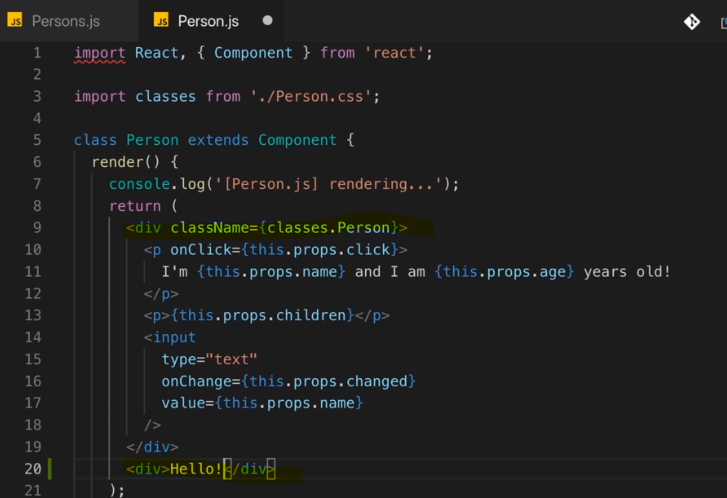 JS Persons.js JS Person.js
1 import React, { Component } from 'react';
2
3 import classes from './Person.css';
4
5 class Person extends Component {
6 render() {
7 console.log('[Person.js] rendering...');
8 return (
9 <div className={classes.Person}>
10 <p onClick={this.props.click}>
11 I'm {this.props.name} and I am {this.props.age} years old!
12 </p>
13 <p>{this.props.children}</p>
14 <input
15 type="text"
16 onChange={this.props.changed}
17 value={this.props.name}
18 />
19 </div>
20 <div>Hello!</div>
21 );